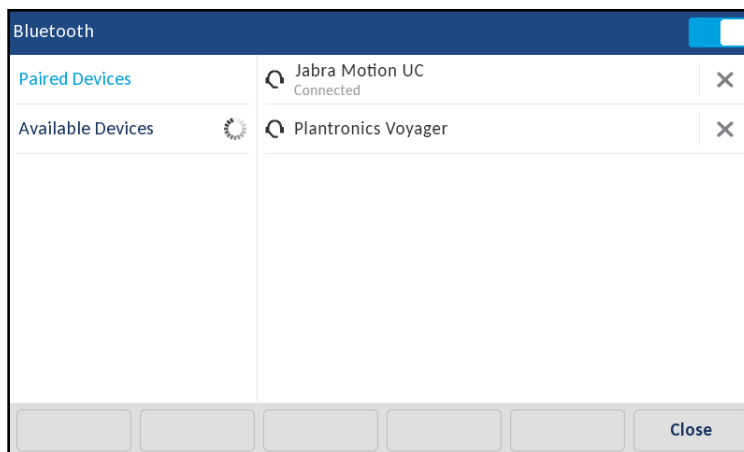 Bluetooth
Paired Devices
Jabra Motion UC
Connected
Available Devices
Plantronics Voyager
Close